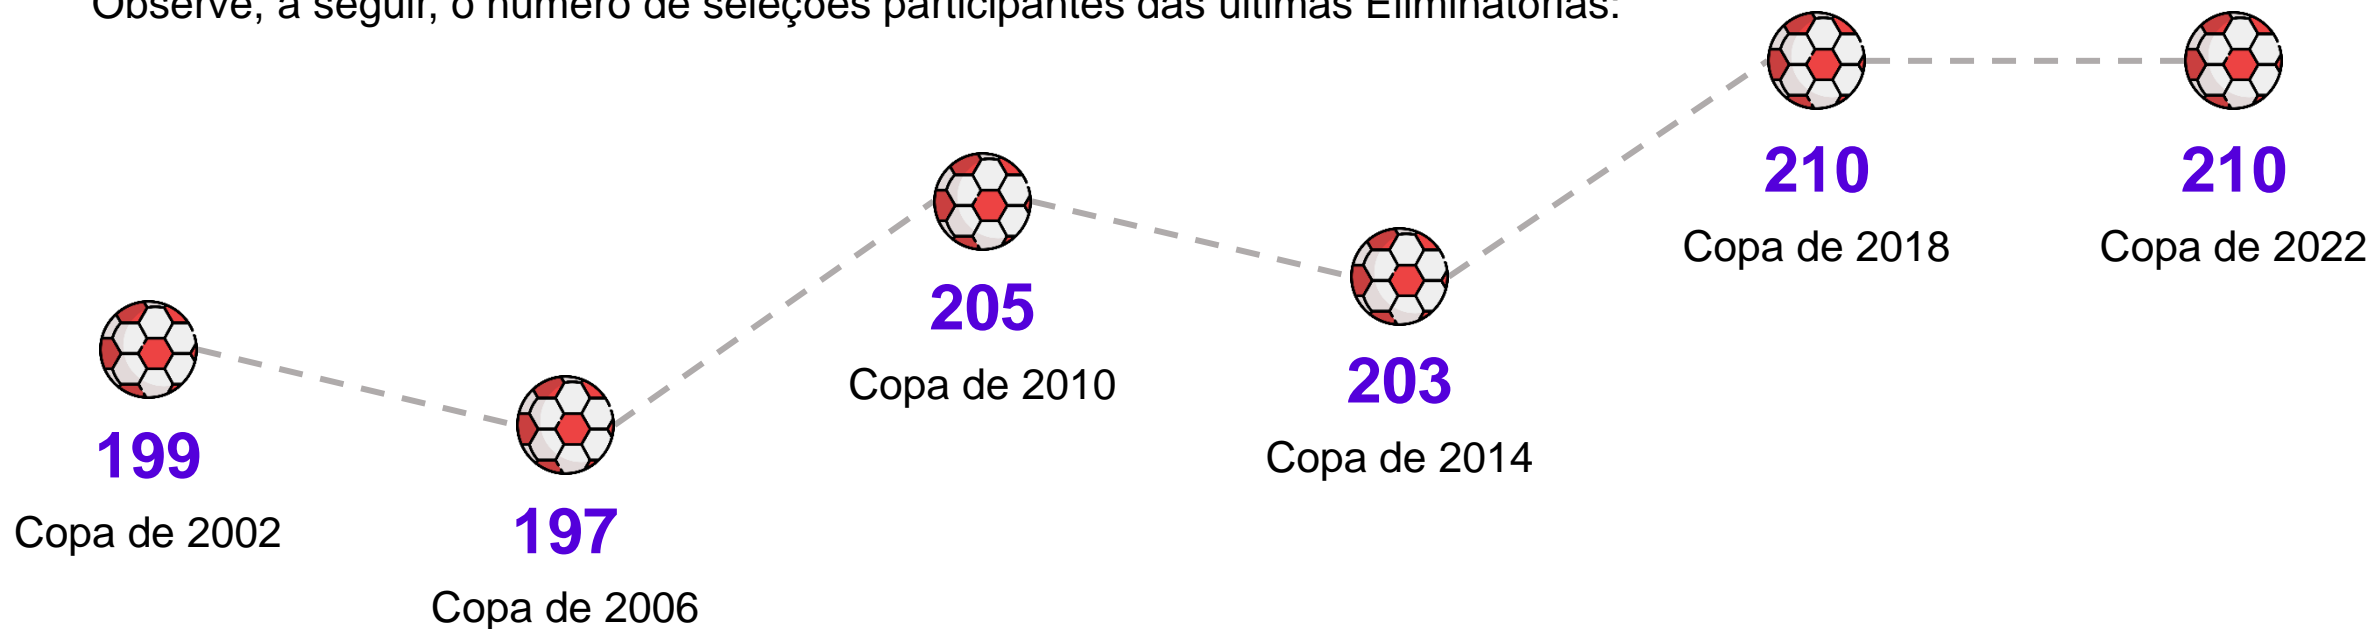 Observe, a seguir, o número de seleções participantes das últimas Eliminatórias:
199
Copa de 2002
197
Copa de 2006
205
Copa de 2010
203
Copa de 2014
210
Copa de 2018
210
Copa de 2022